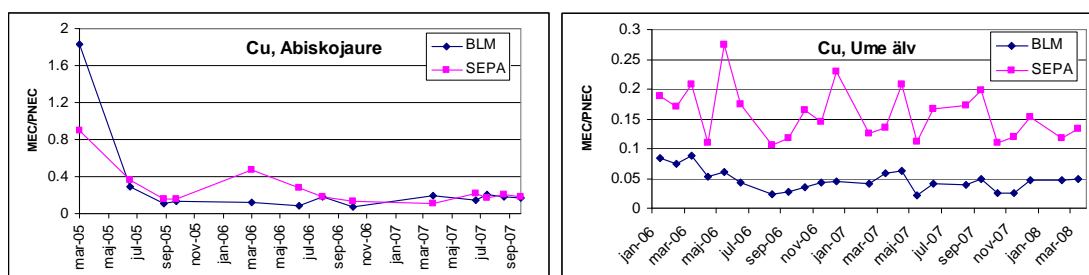 Cu, Abiskojaure
BLM
SEPA
MEC/PNEC
2
1.6
1.2
0.8
0.4
0
mar-05
maj-05
jul-05
sep-05
nov-05
jan-06
mar-06
maj-06
jul-06
sep-06
nov-06
jan-07
mar-07
maj-07
jul-07
sep-07
Cu, Ume älv
BLM
SEPA
MEC/PNEC
0.3
0.25
0.2
0.15
0.1
0.05
0
jan-06
mar-06
maj-06
jul-06
sep-06
nov-06
jan-07
mar-07
maj-07
jul-07
sep-07
nov-07
jan-08
mar-08